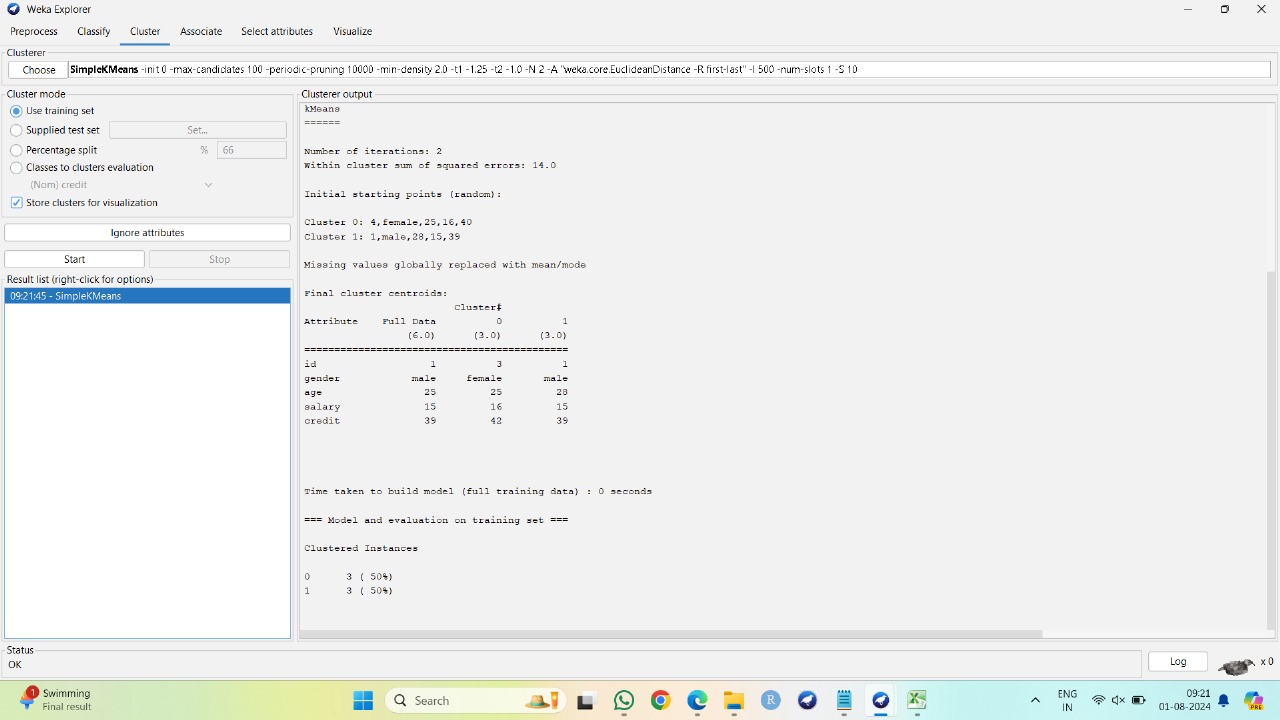 Weka Explorer
Preprocess Classify Cluster Associate Select attributes Visualize
Clusterer
Choose SimpleKMeans -init 0 -max-candidates 100 -periodic-pruning 10000 -min-density 2.0 -t1 -1.25 -t2 -1.0 -N 2 -A "weka.core.EuclideanDistance -R first-last" -I 500 -num-slots 1 -S 10
Cluster mode
Use training set
Supplied test set Set...
Percentage split % 66
Classes to clusters evaluation
(Nom) credit
Store clusters for visualization
Ignore attributes
Start Stop
Result list (right-click for options)
09:21:45 - SimpleKMeans
Clusterer output
kMeans
======
Number of iterations: 2
Within cluster sum of squared errors: 14.0
Initial starting points (random):
Cluster 0: 4,female,25,16,40
Cluster 1: 1,male,28,15,39
Missing values globally replaced with mean/mode
Final cluster centroids:
Cluster#
Attribute Full Data 0 1
(6.0) (3.0) (3.0)
============================================
id 1 3 1
gender male female male
age 25 25 28
salary 15 16 15
credit 39 42 39
Time taken to build model (full training data) : 0 seconds
=== Model and evaluation on training set ===
Clustered Instances
0 3 ( 50%)
1 3 ( 50%)
Status
OK
Log x 0
1 Swimming
Final result
Search
R
ENG
IN
09:21
01-08-2024
PRE